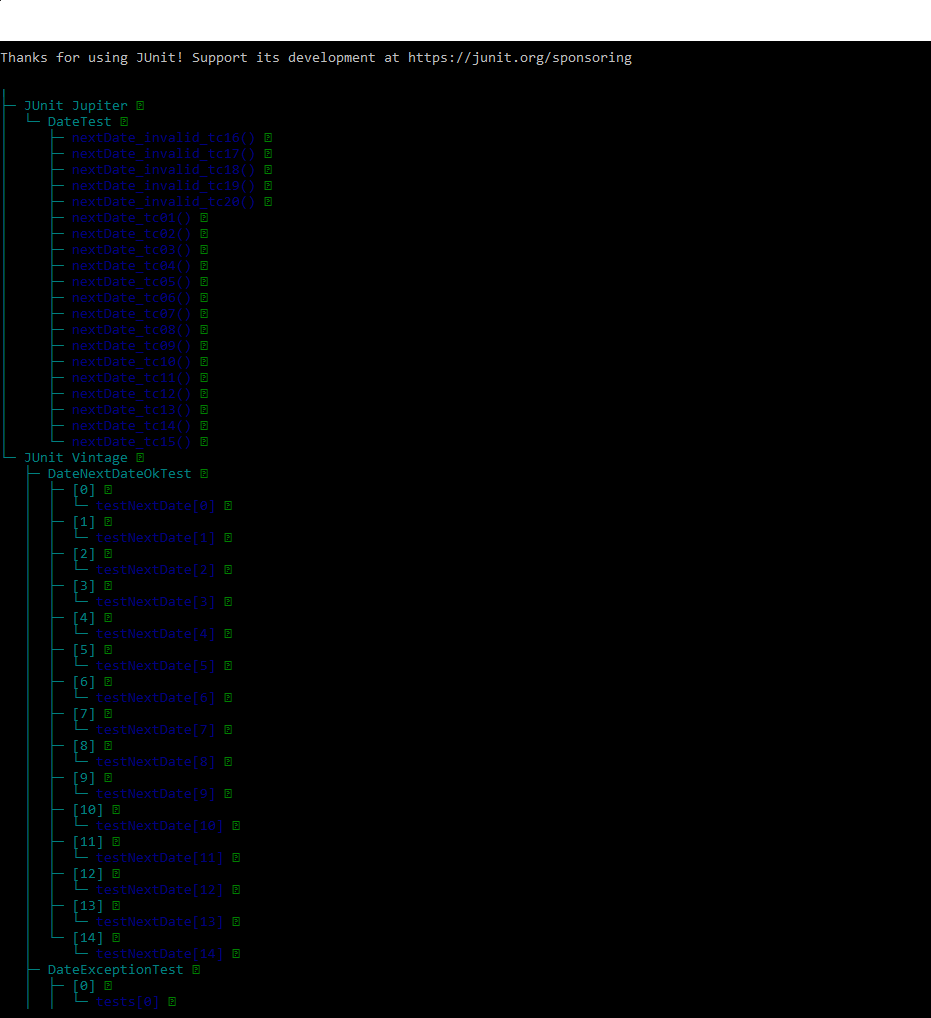 Thanks for using JUnit! Support its development at https://junit.org/sponsoring
JUnit Jupiter
DateTest
nextDate_invalid_tc16()
nextDate_invalid_tc17()
nextDate_invalid_tc18()
nextDate_invalid_tc19()
nextDate_invalid_tc20()
nextDate_tc01()
nextDate_tc02()
nextDate_tc03()
nextDate_tc04()
nextDate_tc05()
nextDate_tc06()
nextDate_tc07()
nextDate_tc08()
nextDate_tc09()
nextDate_tc10()
nextDate_tc11()
nextDate_tc12()
nextDate_tc13()
nextDate_tc14()
nextDate_tc15()
JUnit Vintage
DateNextDateOkTest
[0]
testNextDate[0]
[1]
testNextDate[1]
[2]
testNextDate[2]
[3]
testNextDate[3]
[4]
testNextDate[4]
[5]
testNextDate[5]
[6]
testNextDate[6]
[7]
testNextDate[7]
[8]
testNextDate[8]
[9]
testNextDate[9]
[10]
testNextDate[10]
[11]
testNextDate[11]
[12]
testNextDate[12]
[13]
testNextDate[13]
[14]
testNextDate[14]
DateExceptionTest
[0]
tests[0]